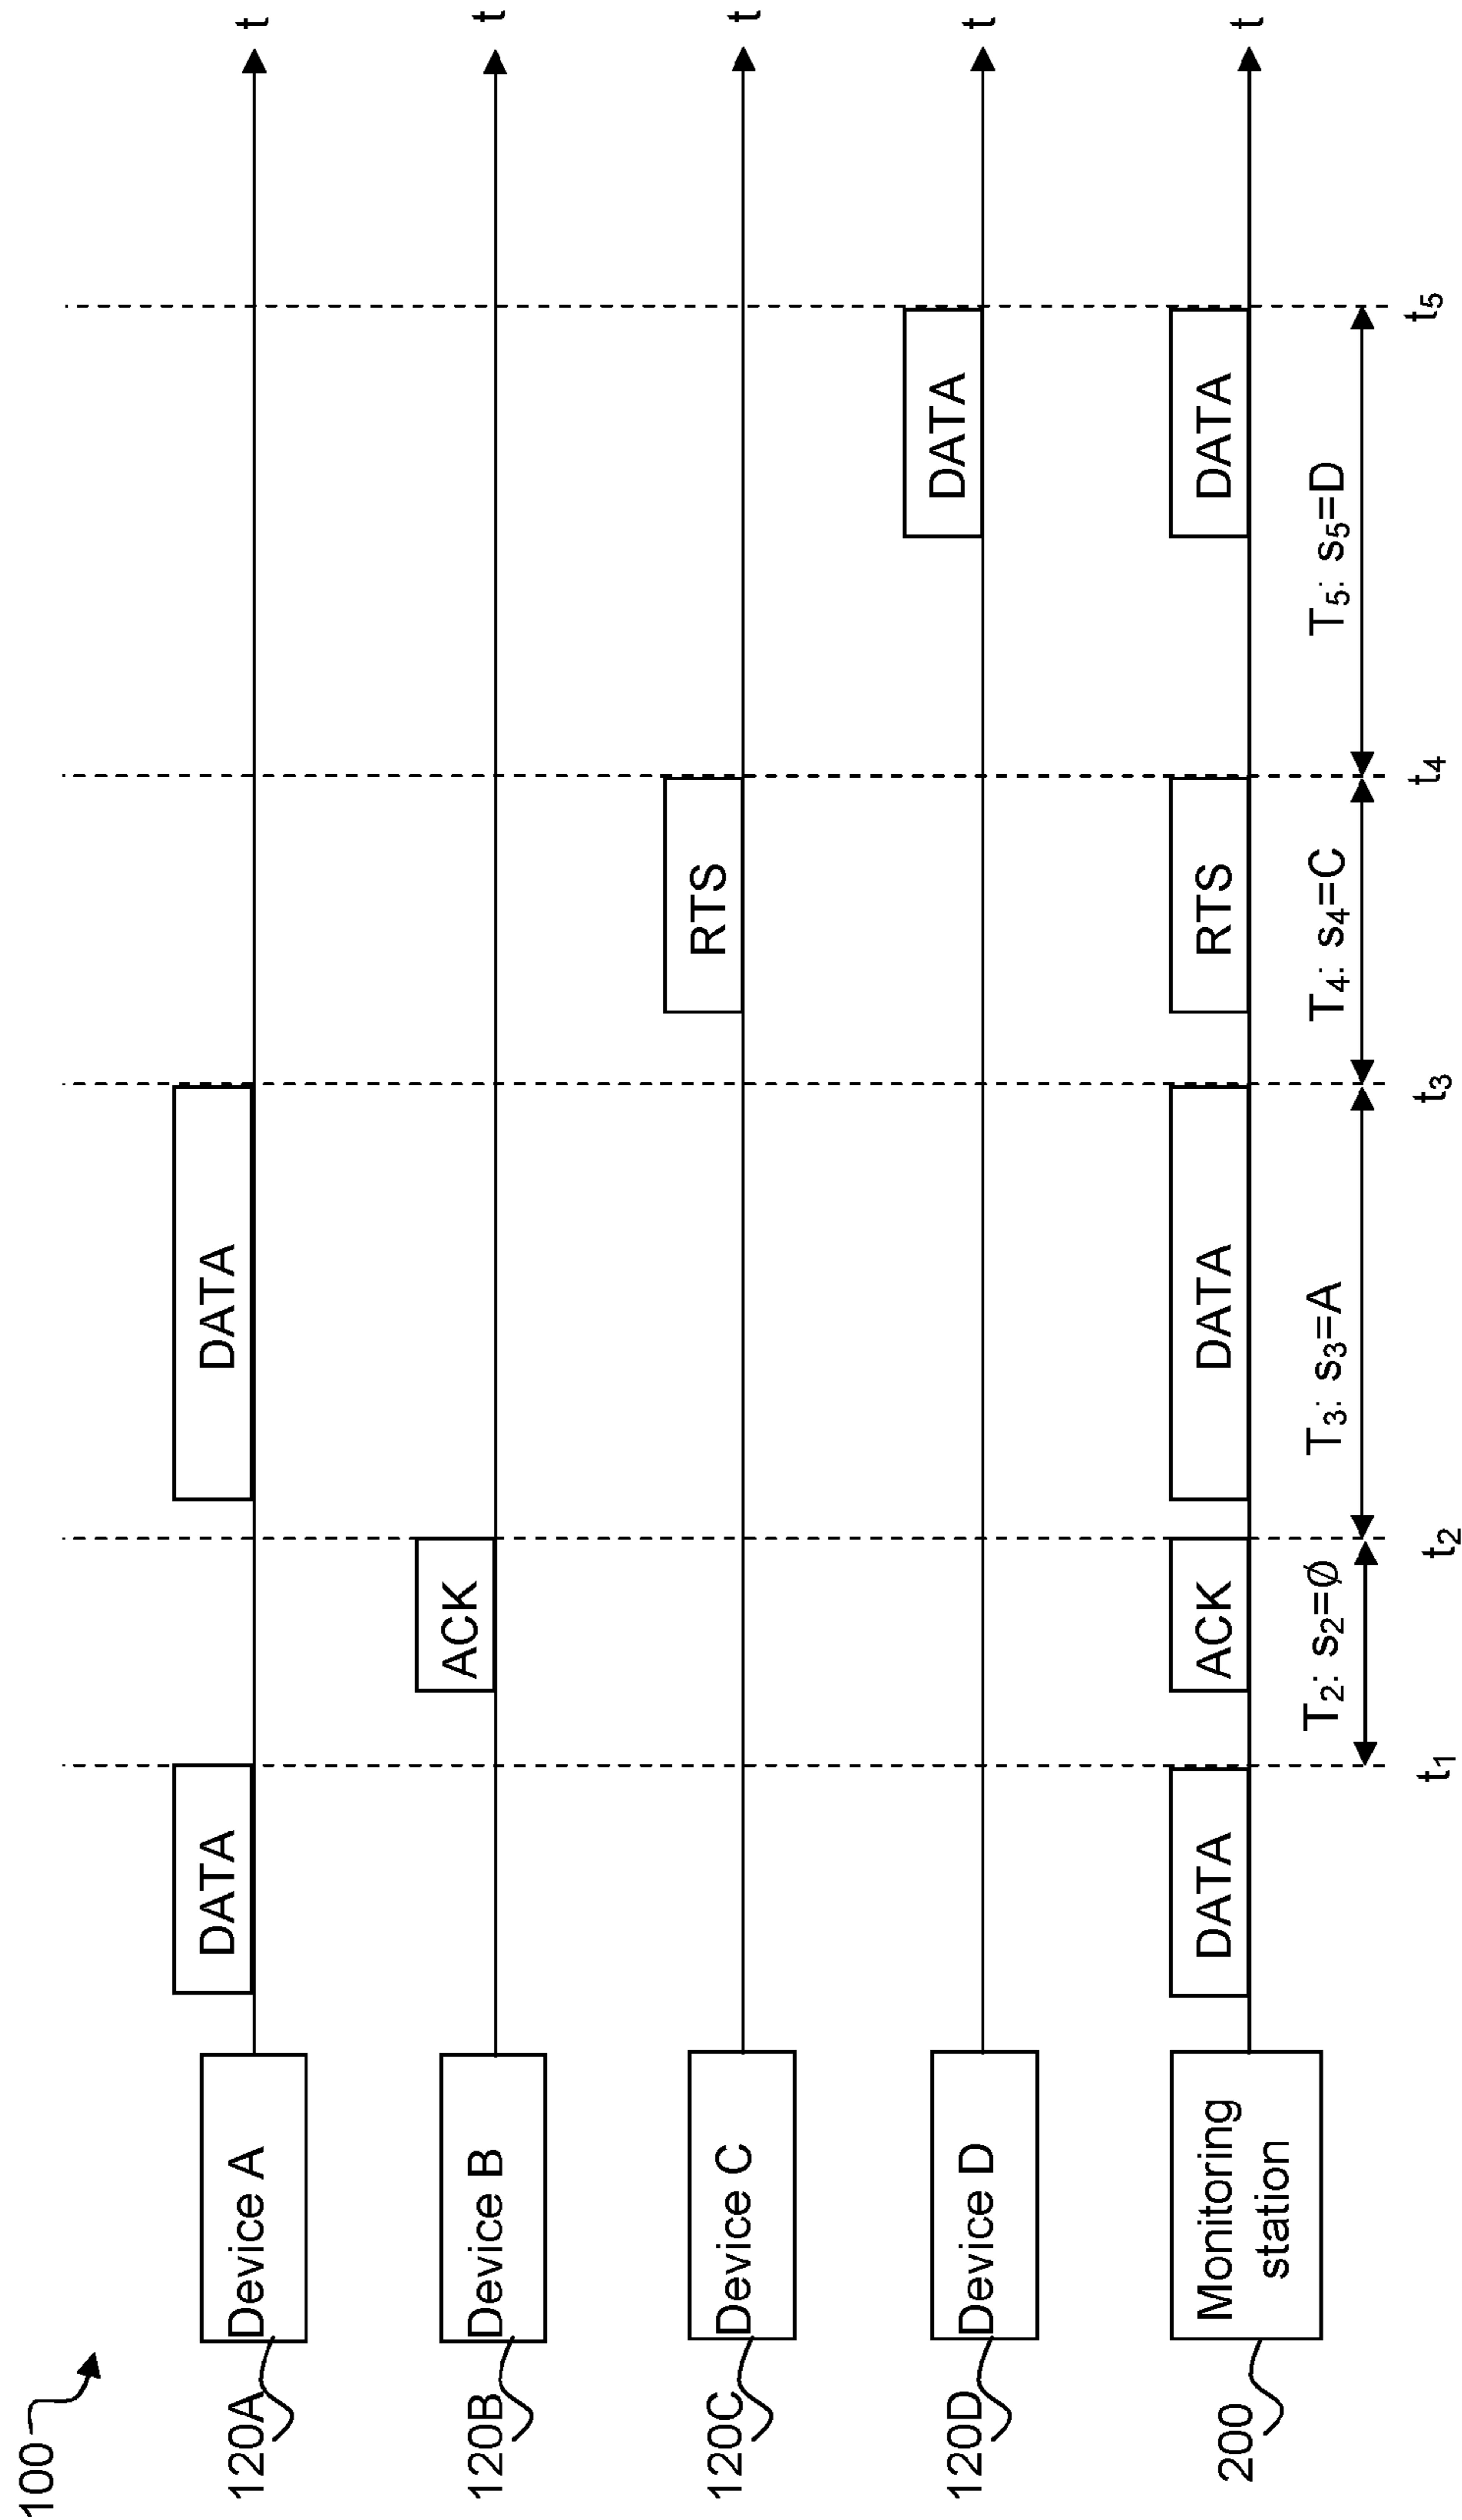 100
120A
Device A
DATA
DATA
t
120B
Device B
ACK
t
120C
Device C
RTS
t
120D
Device D
DATA
t
200
Monitoring
station
DATA
ACK
DATA
RTS
DATA
t
T₂: s₂=∅
T₃: s₃=A
T₄: s₄=C
T₅: s₅=D
t₁
t₂
t₃
t₄
t₅